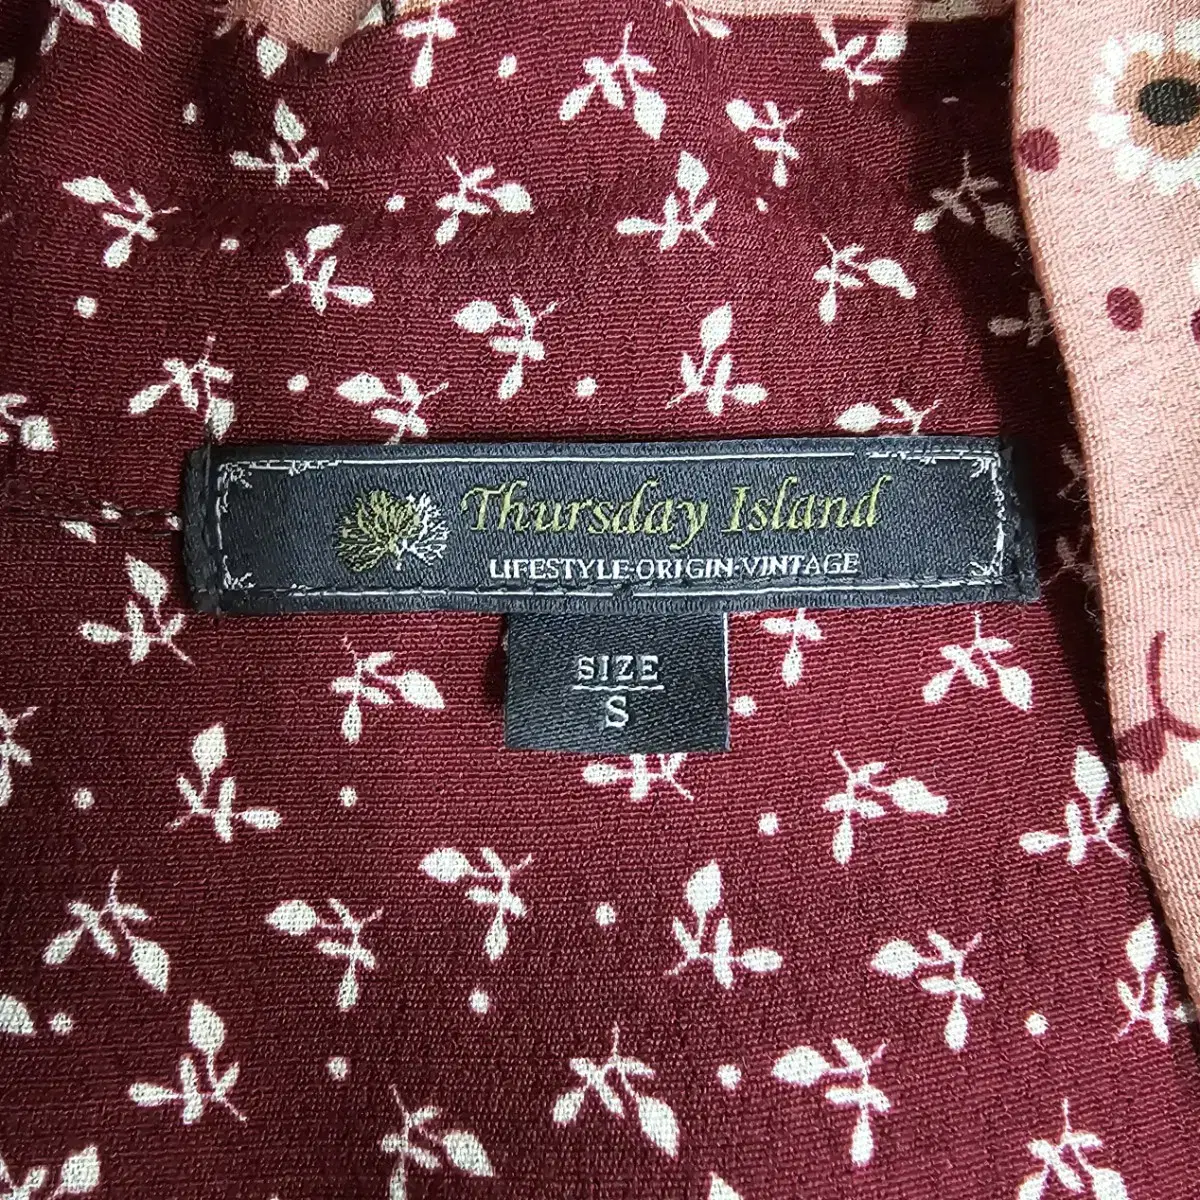 Thursday Island
LIFESTYLE·ORIGIN·VINTAGE
SIZE
S